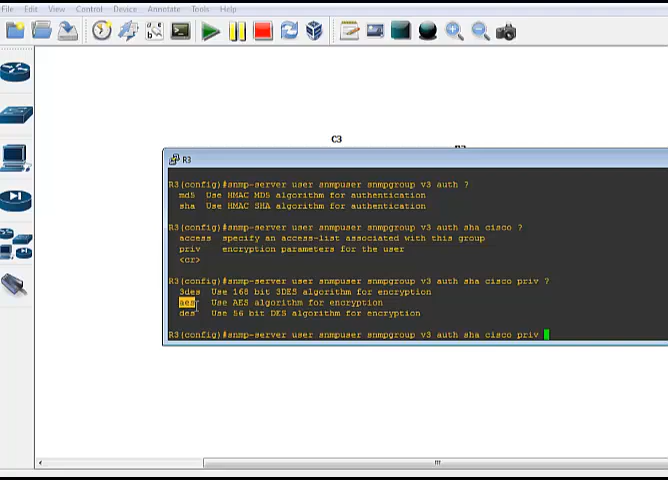 File Edit View Control Device Annotate Tools Help
C3
R3
R3(config)#snmp-server user snmpuser snmpgroup v3 auth ?
md5 Use HMAC MD5 algorithm for authentication
sha Use HMAC SHA algorithm for authentication
R3(config)#snmp-server user snmpuser snmpgroup v3 auth sha cisco ?
access specify an access-list associated with this group
priv encryption parameters for the user
<cr>
R3(config)#snmp-server user snmpuser snmpgroup v3 auth sha cisco priv ?
3des Use 168 bit 3DES algorithm for encryption
aes Use AES algorithm for encryption
des Use 56 bit DES algorithm for encryption
R3(config)#snmp-server user snmpuser snmpgroup v3 auth sha cisco priv